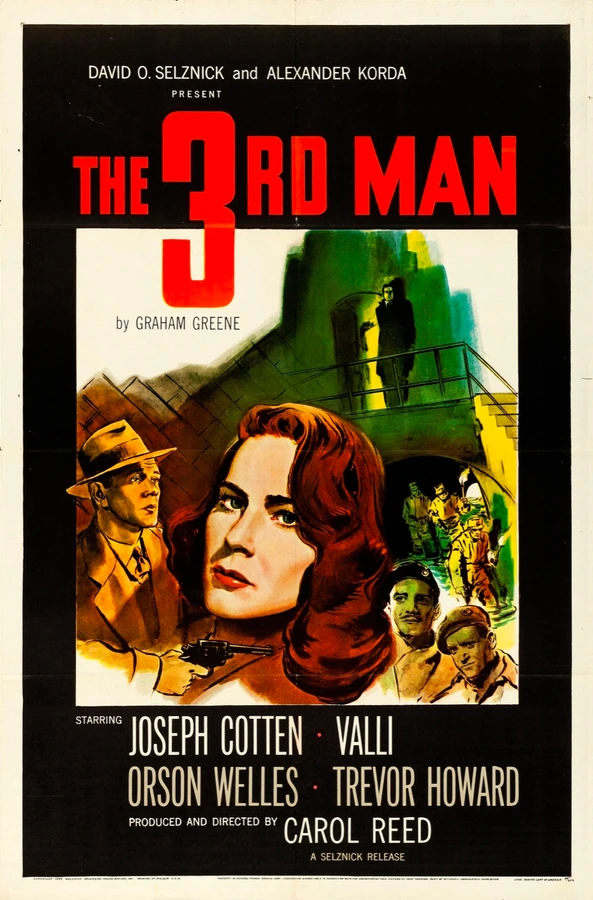 DAVID O. SELZNICK and ALEXANDER KORDA
PRESENT
THE 3RD MAN
by GRAHAM GREENE
STARRING JOSEPH COTTEN · VALLI
ORSON WELLES · TREVOR HOWARD
PRODUCED AND DIRECTED BY CAROL REED
A SELZNICK RELEASE